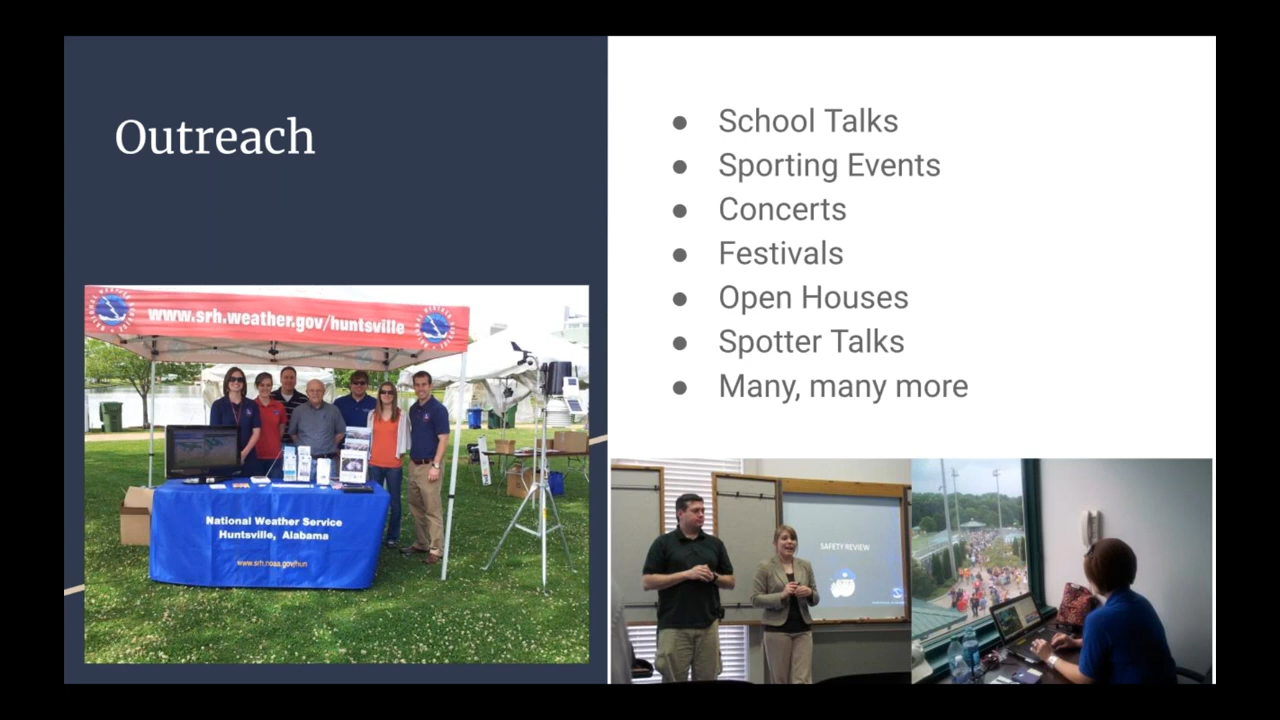 Outreach
www.srh.weather.gov/huntsville
National Weather Service
Huntsville, Alabama
www.srh.noaa.gov/hun
● School Talks
● Sporting Events
● Concerts
● Festivals
● Open Houses
● Spotter Talks
● Many, many more
SAFETY REVIEW